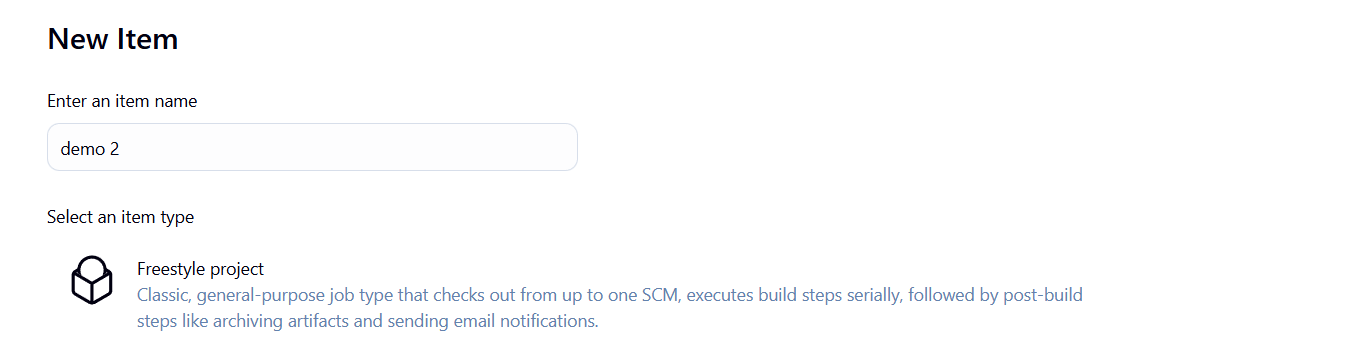 New Item
Enter an item name
demo 2
Select an item type
Freestyle project
Classic, general-purpose job type that checks out from up to one SCM, executes build steps serially, followed by post-build
steps like archiving artifacts and sending email notifications.